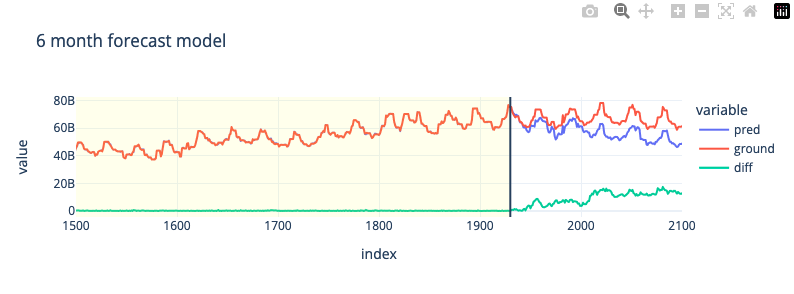 6 month forecast model
80B
60B
40B
20B
0
1500
1600
1700
1800
1900
2000
2100
value
index
variable
pred
ground
diff